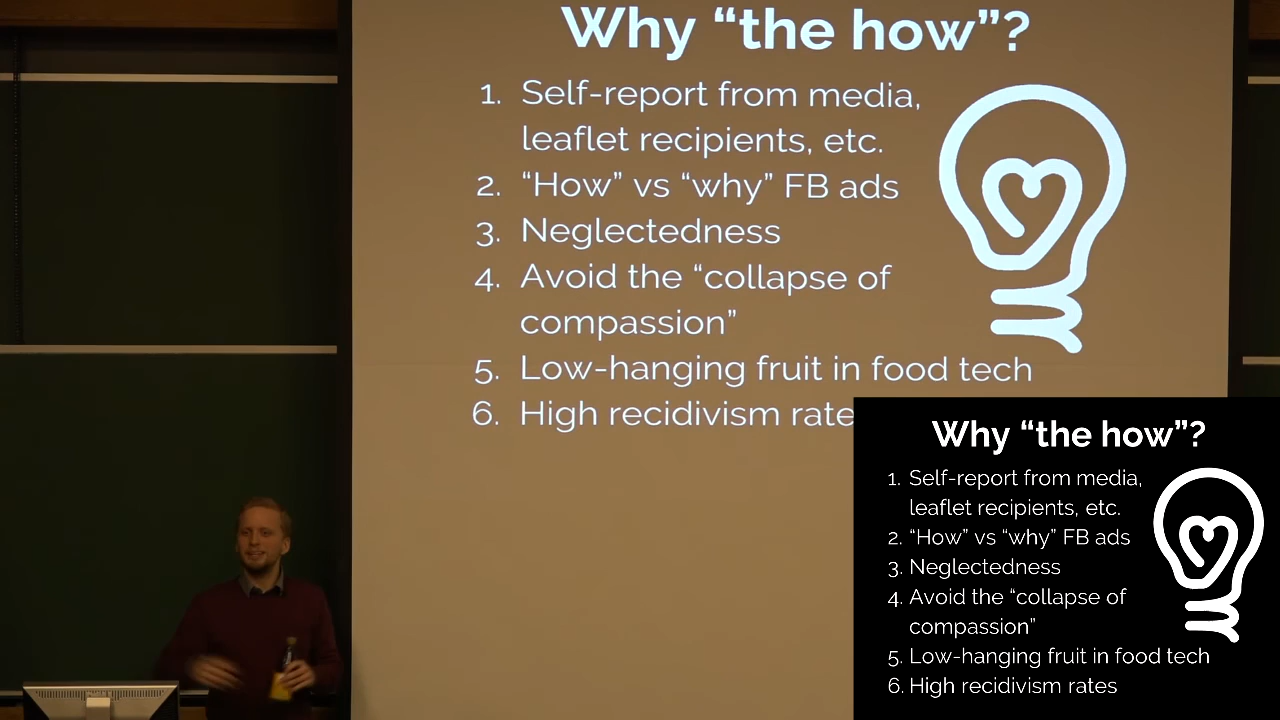 Why “the how”?
1. Self-report from media,
leaflet recipients, etc.
2. “How” vs “why” FB ads
3. Neglectedness
4. Avoid the “collapse of
compassion”
5. Low-hanging fruit in food tech
6. High recidivism rate
Why “the how”?
1. Self-report from media,
leaflet recipients, etc.
2. “How” vs “why” FB ads
3. Neglectedness
4. Avoid the “collapse of
compassion”
5. Low-hanging fruit in food tech
6. High recidivism rates